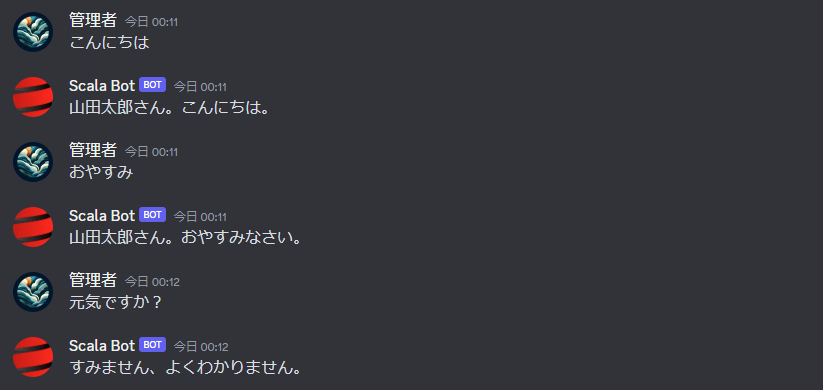 管理者 今日 00:11
こんにちは
Scala Bot BOT 今日 00:11
山田太郎さん。こんにちは。
管理者 今日 00:11
おやすみ
Scala Bot BOT 今日 00:11
山田太郎さん。おやすみなさい。
管理者 今日 00:12
元気ですか？
Scala Bot BOT 今日 00:12
すみません、よくわかりません。